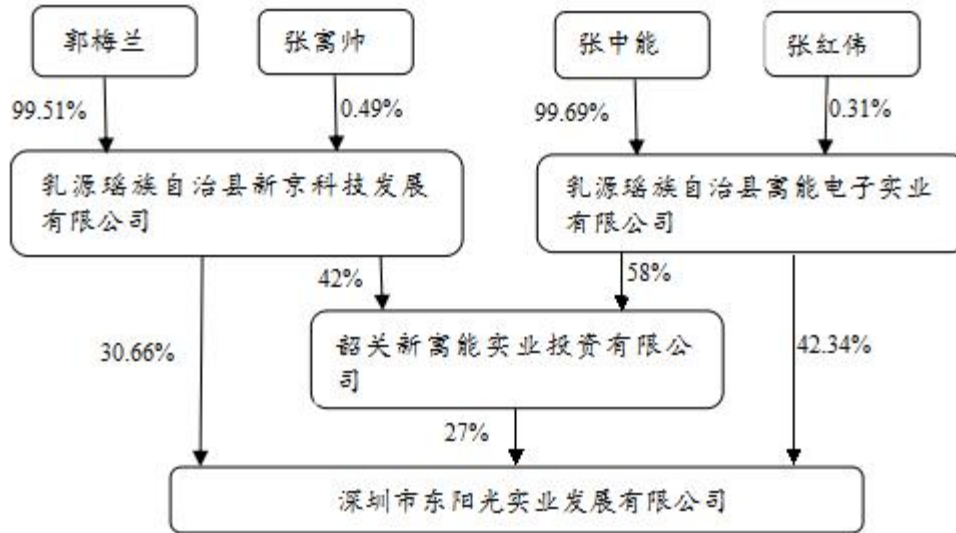 郭梅兰
张寓帅
张中能
张红伟
99.51%
0.49%
99.69%
0.31%
乳源瑶族自治县新京科技发展
有限公司
乳源瑶族自治县寓能电子实业
有限公司
42%
58%
30.66%
韶关新寓能实业投资有限公
司
42.34%
27%
深圳市东阳光实业发展有限公司